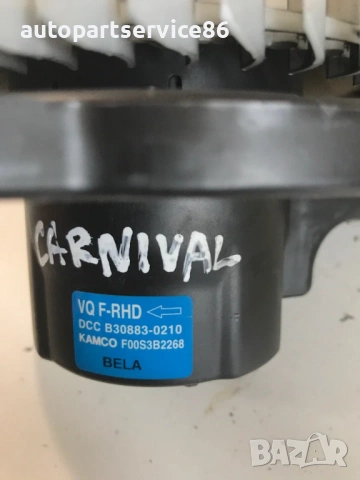 autopartservice86
CARNIVAL
VQ F-RHD
DCC B30883-0210
KAMCO F00S3B2268
BELA
BAZAR